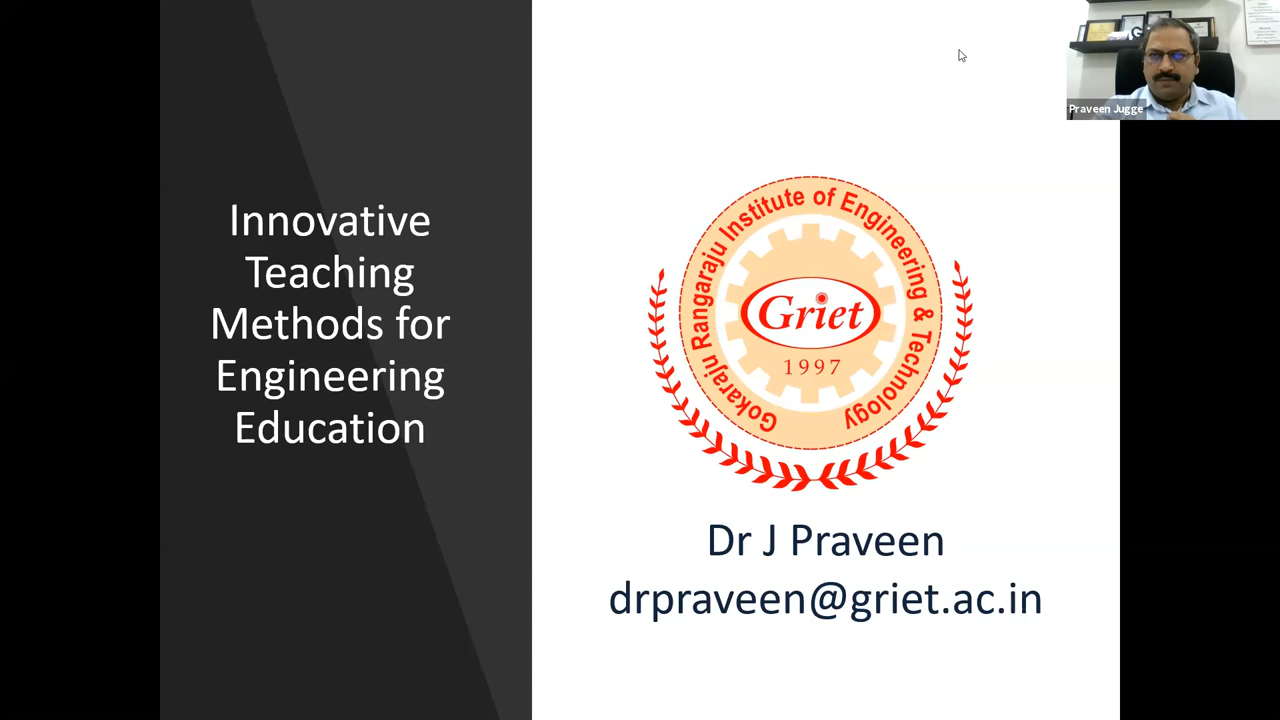 Innovative
Teaching
Methods for
Engineering
Education
Gokaraju Rangaraju Institute of Engineering & Technology
Griet
1997
Dr J Praveen
drpraveen@griet.ac.in
Praveen Jugge